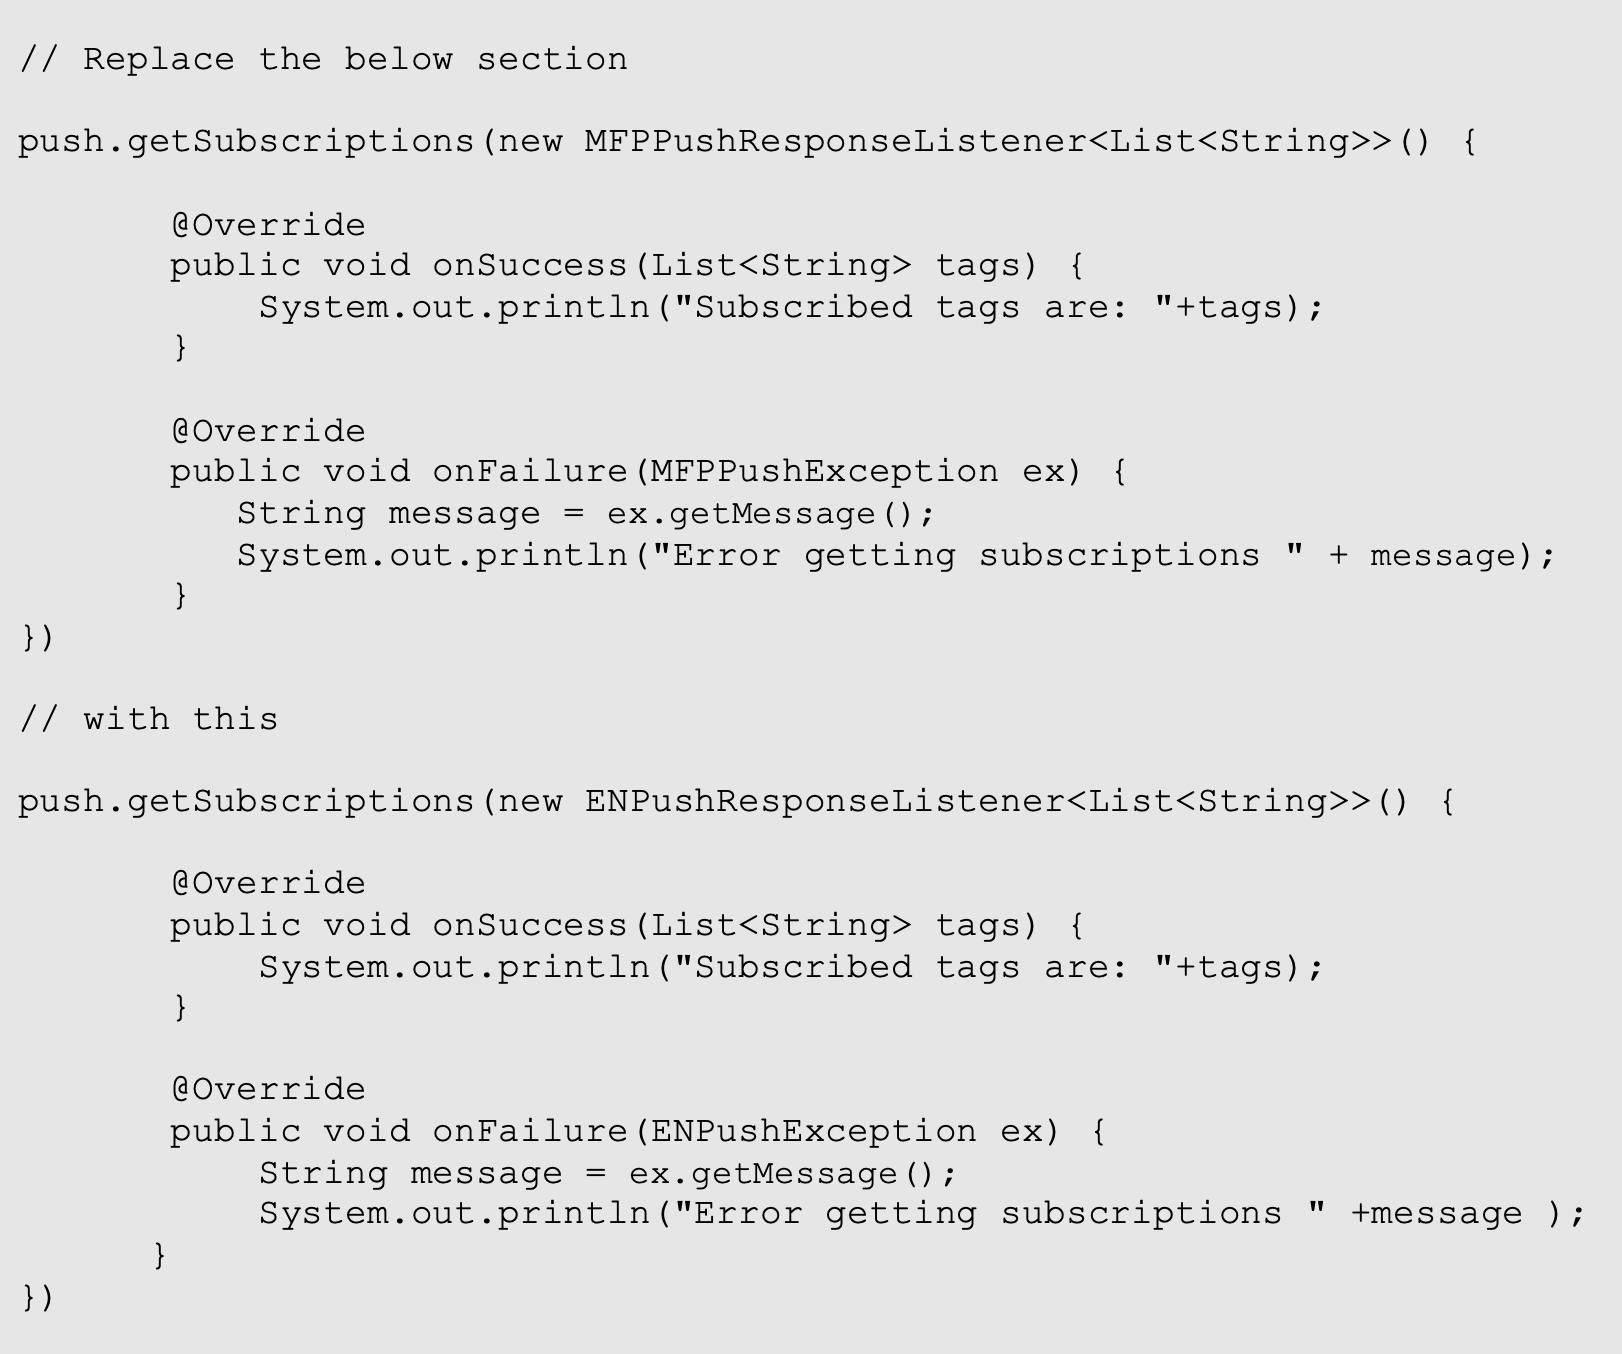 // Replace the below section
push.getSubscriptions(new MFPPushResponseListener<List<String>>() {
@Override
public void onSuccess(List<String> tags) {
System.out.println("Subscribed tags are: "+tags);
}
@Override
public void onFailure(MFPPushException ex) {
String message = ex.getMessage();
System.out.println("Error getting subscriptions " + message);
}
})
// with this
push.getSubscriptions(new ENPushResponseListener<List<String>>() {
@Override
public void onSuccess(List<String> tags) {
System.out.println("Subscribed tags are: "+tags);
}
@Override
public void onFailure(ENPushException ex) {
String message = ex.getMessage();
System.out.println("Error getting subscriptions " +message );
}
})